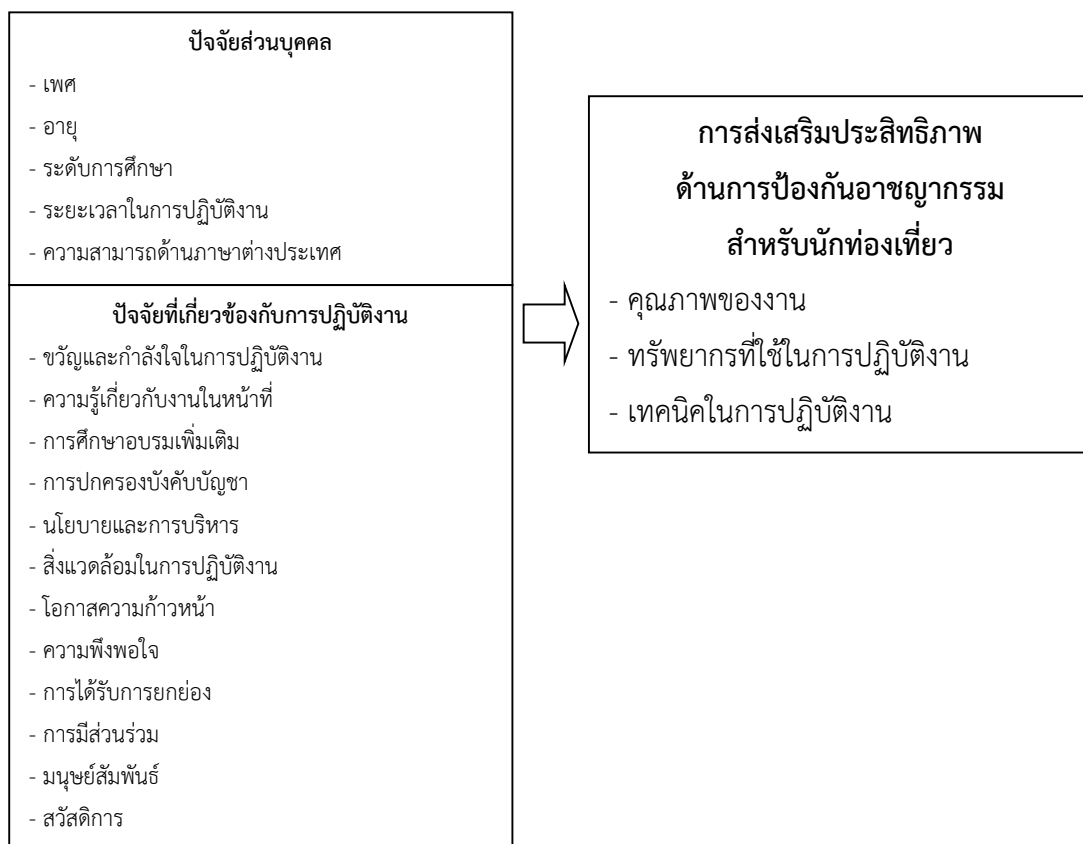 ปัจจัยส่วนบุคคล
- เพศ
- อายุ
- ระดับการศึกษา
- ระยะเวลาในการปฏิบัติงาน
- ความสามารถด้านภาษาต่างประเทศ
ปัจจัยที่เกี่ยวข้องกับการปฏิบัติงาน
- ขวัญและกำลังใจในการปฏิบัติงาน
- ความรู้เกี่ยวกับงานในหน้าที่
- การศึกษาอบรมเพิ่มเติม
- การปกครองบังคับบัญชา
- นโยบายและการบริหาร
- สิ่งแวดล้อมในการปฏิบัติงาน
- โอกาสความก้าวหน้า
- ความพึงพอใจ
- การได้รับการยกย่อง
- การมีส่วนร่วม
- มนุษย์สัมพันธ์
- สวัสดิการ
การส่งเสริมประสิทธิภาพ
ด้านการป้องกันอาชญากรรม
สำหรับนักท่องเที่ยว
- คุณภาพของงาน
- ทรัพยากรที่ใช้ในการปฏิบัติงาน
- เทคนิคในการปฏิบัติงาน